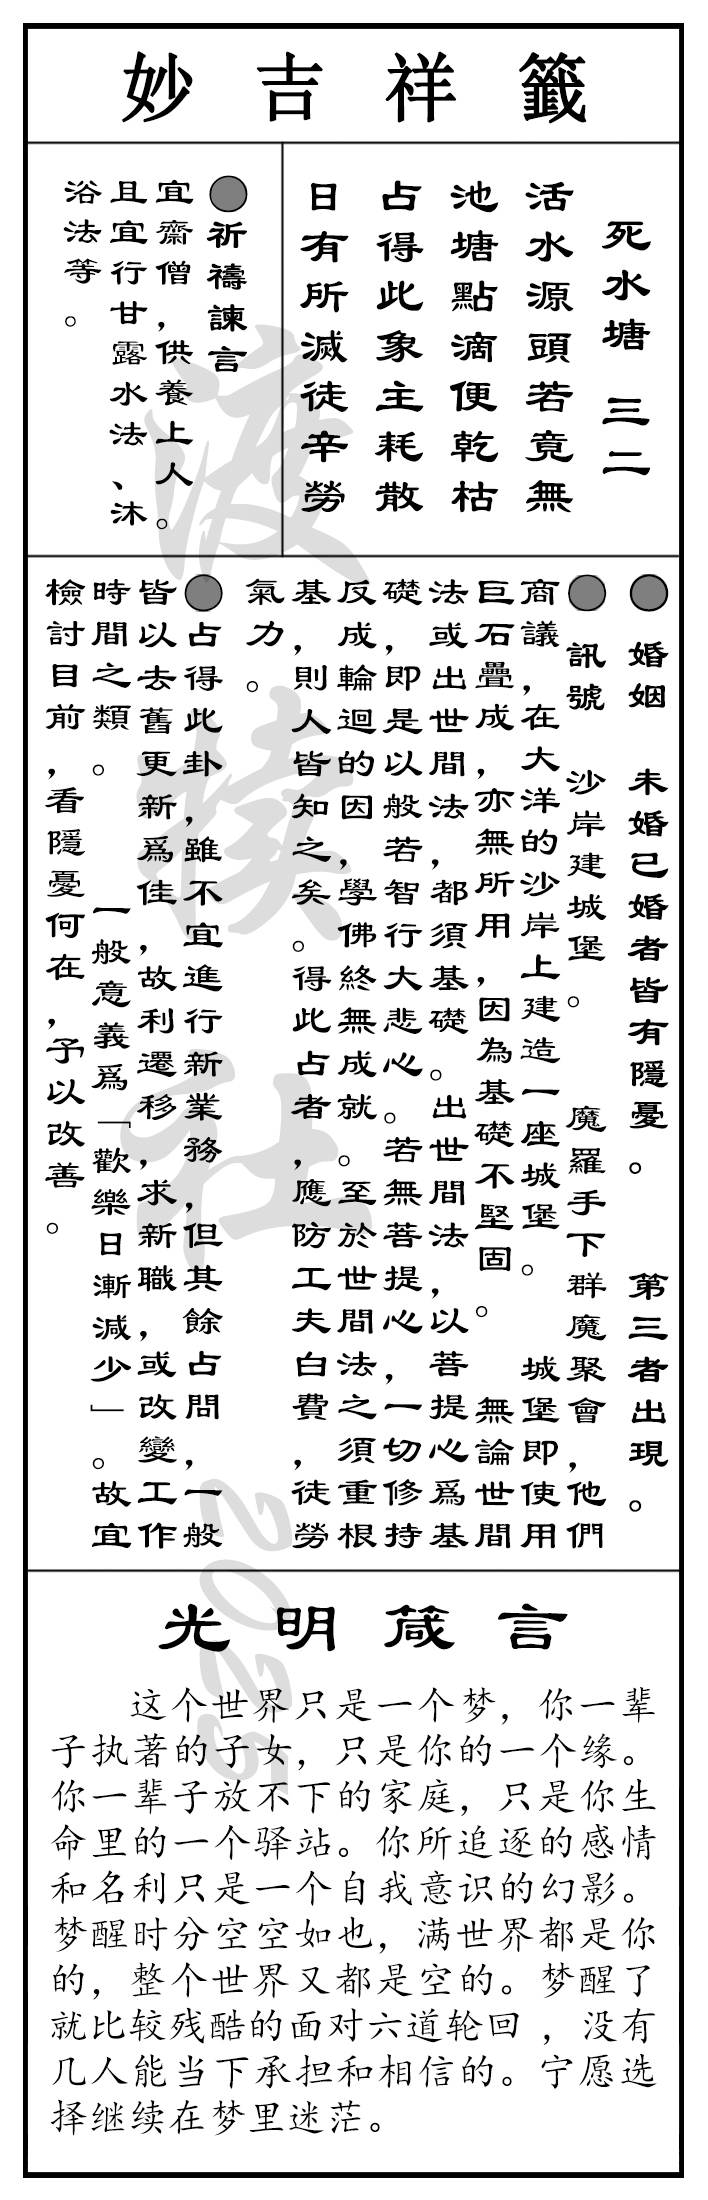 妙吉祥籤
死水塘 三二
活水源頭若竟無
池塘點滴便乾枯
占得此象主耗散
日有所滅徒辛勞
●祈禱諫言
宜齋僧，供養上人。
且宜行甘露水法、沐
浴法等。
● 婚姻 未婚已婚者皆有隱憂。 第三者出現。
● 訊號 沙岸建城堡。 魔羅手下群魔聚會，他們
商議，在大洋的沙岸上建造一座城堡。 城堡即使用
巨石疊成，亦無所用，因為基礎不堅固。 無論世間
法或出世間法，都須基礎。出世間法，以菩提心爲基
礎，即是以般若智行大悲心。若無菩提心，一切修持
反成輪迴的因，學佛終無成就。至於世間法之須重根
基，則人皆知之矣。得此占者，應防工夫白費，徒勞
氣力。
●占得此卦，雖不宜進行新業務，但其餘占問，一般
皆以去舊更新爲佳，故利遷移，求新職，或改變工作
時間之類。 一般意義爲「歡樂日漸減少」。故宜
檢討目前，看隱憂何在，予以改善。
光明箴言
这个世界只是一个梦，你一辈
子执著的子女，只是你的一个缘。
你一辈子放不下的家庭，只是你生
命里的一个驿站。你所追逐的感情
和名利只是一个自我意识的幻影。
梦醒时分空空如也，满世界都是你
的，整个世界又都是空的。梦醒了
就比较残酷的面对六道轮回 ，没有
几人能当下承担和相信的。宁愿选
择继续在梦里迷茫。
渡
社
2025